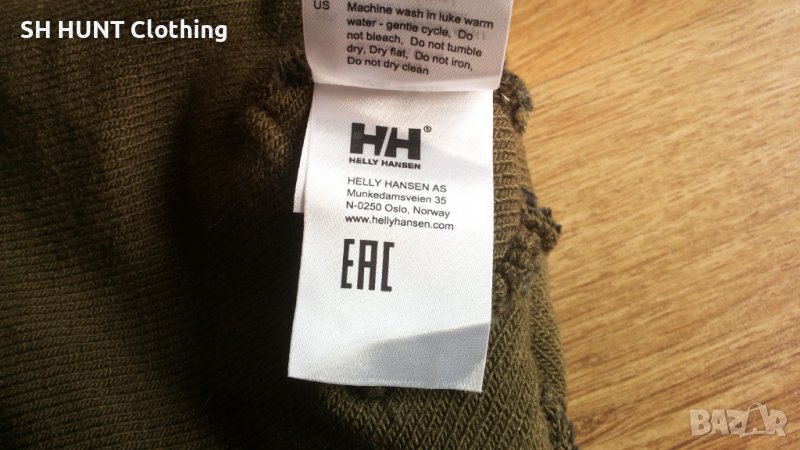 SH HUNT Clothing
US Machine wash in luke warm
water - gentle cycle, Do
not bleach, Do not tumble
dry, Dry flat, Do not iron,
Do not dry clean
HH®
HELLY HANSEN
HELLY HANSEN AS
Munkedamsveien 35
N-0250 Oslo, Norway
www.hellyhansen.com
EAC
BAZAR